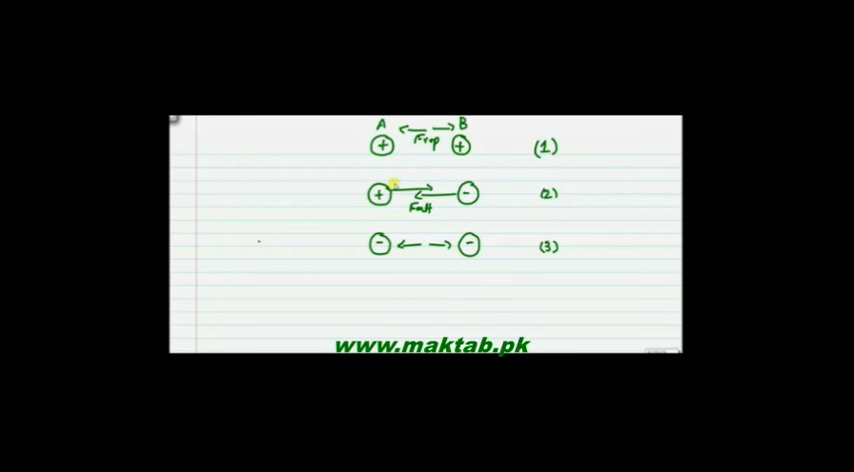 A B
+ Frep + (1)
+ Fatt - (2)
- - (3)
www.maktab.pk